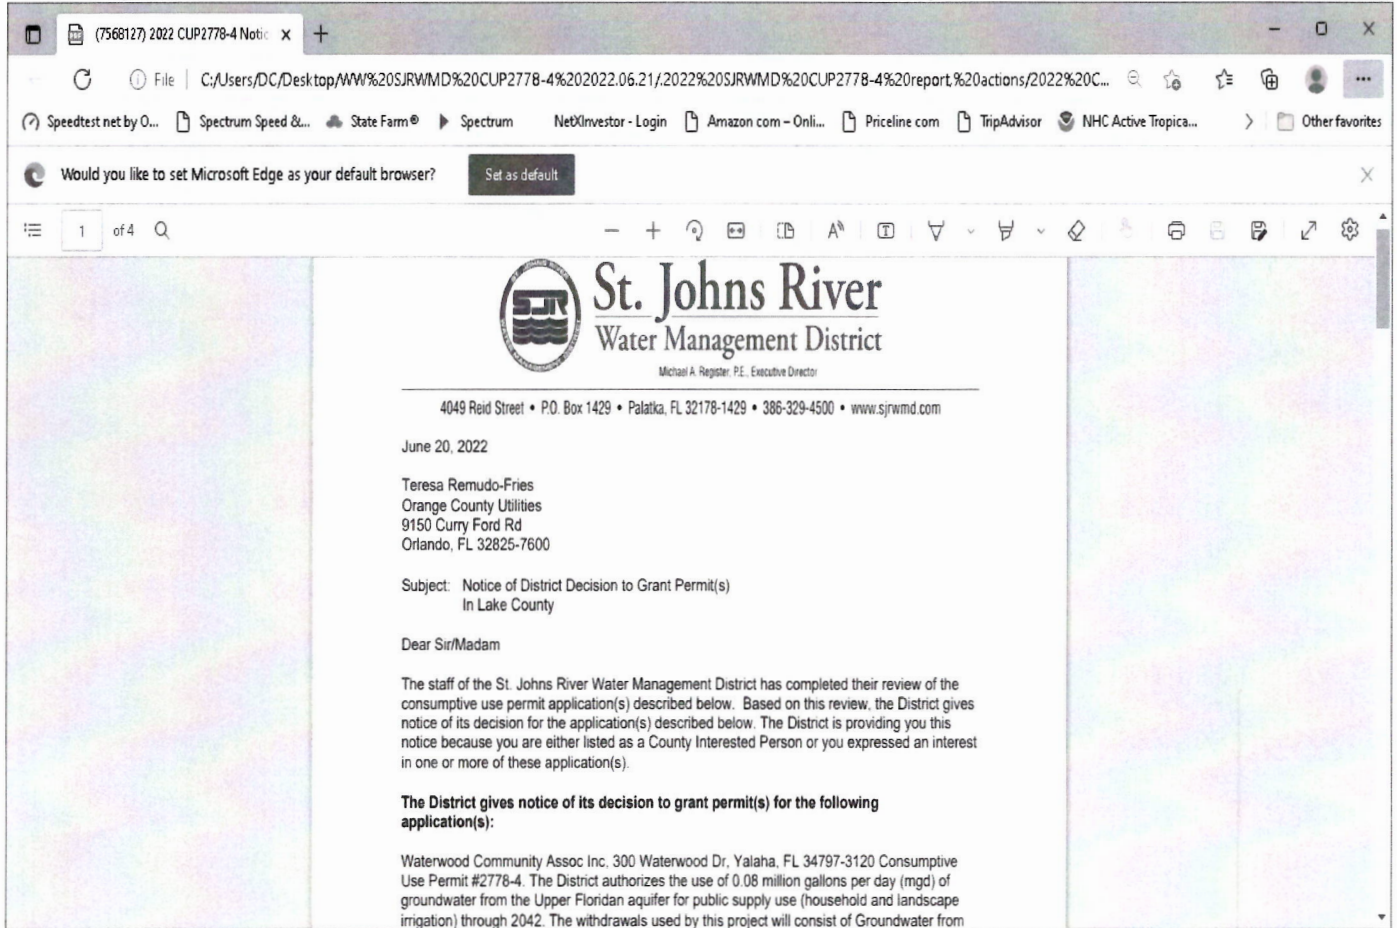 (7568127) 2022 CUP2778-4 Notic
File C:/Users/DC/Desktop/WW%20SJRWMD%20CUP2778-4%202022.06.21/.2022%20SJRWMD%20CUP2778-4%20report,%20actions/2022%20C...
Speedtest net by O... Spectrum Speed &... State Farm® Spectrum NetXInvestor - Login Amazon com – Onli... Priceline com TripAdvisor NHC Active Tropica... Other favorites
Would you like to set Microsoft Edge as your default browser? Set as default
1 of 4
SJR
St. Johns River
Water Management District
Michael A. Register, P.E., Executive Director
4049 Reid Street • P.O. Box 1429 • Palatka, FL 32178-1429 • 386-329-4500 • www.sjrwmd.com
June 20, 2022
Teresa Remudo-Fries
Orange County Utilities
9150 Curry Ford Rd
Orlando, FL 32825-7600
Subject: Notice of District Decision to Grant Permit(s)
In Lake County
Dear Sir/Madam
The staff of the St. Johns River Water Management District has completed their review of the
consumptive use permit application(s) described below. Based on this review, the District gives
notice of its decision for the application(s) described below. The District is providing you this
notice because you are either listed as a County Interested Person or you expressed an interest
in one or more of these application(s).
The District gives notice of its decision to grant permit(s) for the following
application(s):
Waterwood Community Assoc Inc, 300 Waterwood Dr, Yalaha, FL 34797-3120 Consumptive
Use Permit #2778-4. The District authorizes the use of 0.08 million gallons per day (mgd) of
groundwater from the Upper Floridan aquifer for public supply use (household and landscape
irrigation) through 2042. The withdrawals used by this project will consist of Groundwater from